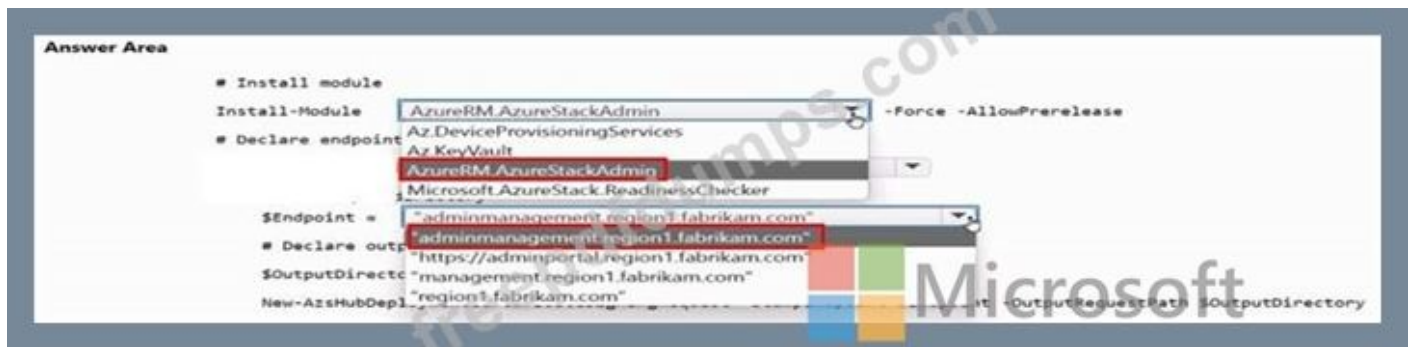 Answer Area
# Install module
Install-Module AzureRM.AzureStackAdmin -Force -AllowPrerelease
Az.DeviceProvisioningServices
# Declare endpoint
Az.KeyVault
AzureRM.AzureStackAdmin
Microsoft.AzureStack.ReadinessChecker
$Endpoint = "adminmanagement.region1.fabrikam.com"
"adminmanagement.region1.fabrikam.com"
# Declare outp
"https://adminportal.region1.fabrikam.com"
$OutputDirecto
"management.region1.fabrikam.com"
"region1.fabrikam.com"
New-AzsHubDepl -OutputRequestPath $OutputDirectory
Microsoft